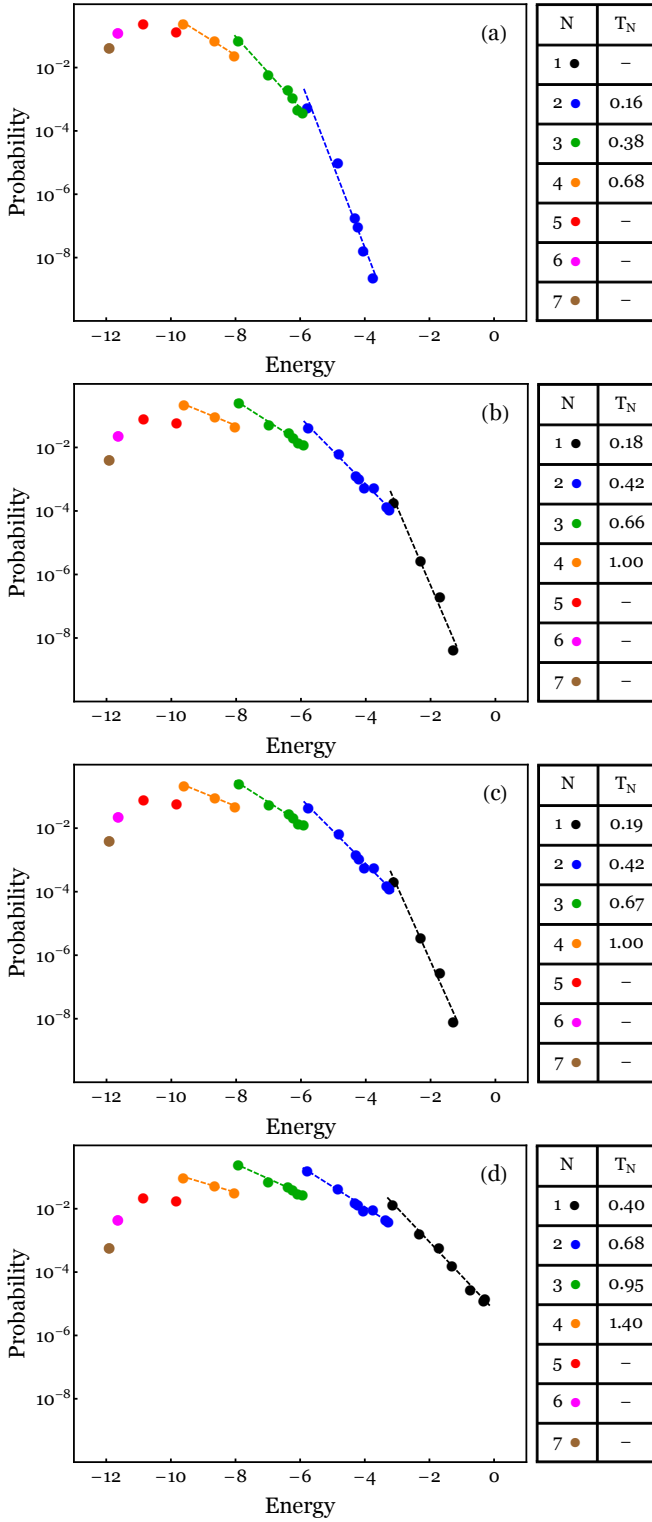 (a)
Probability
10⁻²
10⁻⁴
10⁻⁶
10⁻⁸
−12 −10 −8 −6 −4 −2 0
Energy
N T_N
1 –
2 0.16
3 0.38
4 0.68
5 –
6 –
7 –
(b)
Probability
10⁻²
10⁻⁴
10⁻⁶
10⁻⁸
−12 −10 −8 −6 −4 −2 0
Energy
N T_N
1 0.18
2 0.42
3 0.66
4 1.00
5 –
6 –
7 –
(c)
Probability
10⁻²
10⁻⁴
10⁻⁶
10⁻⁸
−12 −10 −8 −6 −4 −2 0
Energy
N T_N
1 0.19
2 0.42
3 0.67
4 1.00
5 –
6 –
7 –
(d)
Probability
10⁻²
10⁻⁴
10⁻⁶
10⁻⁸
−12 −10 −8 −6 −4 −2 0
Energy
N T_N
1 0.40
2 0.68
3 0.95
4 1.40
5 –
6 –
7 –